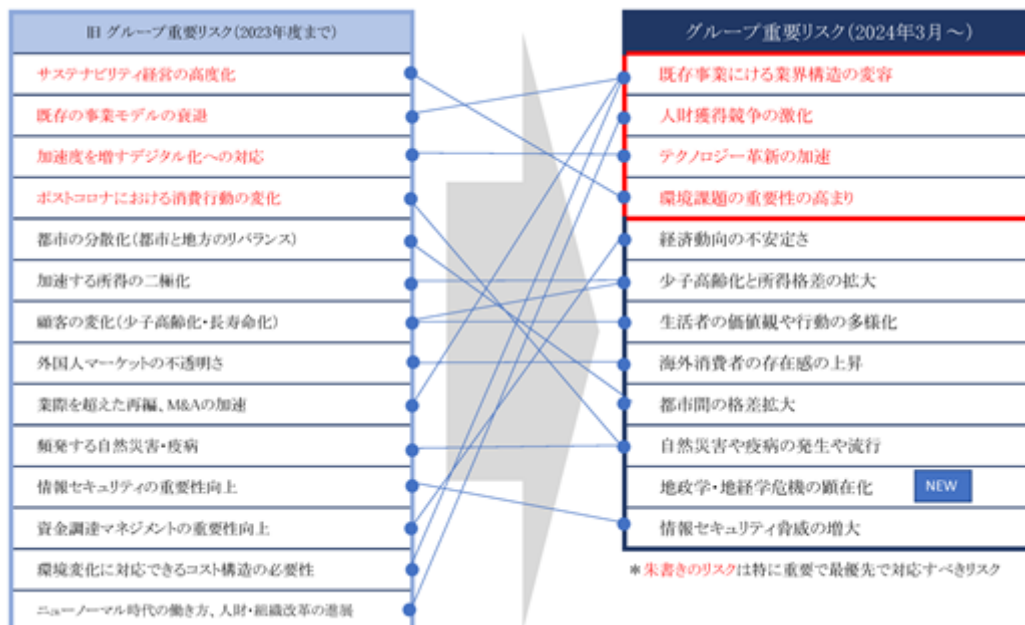 旧 グループ重要リスク(2023年度まで)
サステナビリティ経営の高度化
既存の事業モデルの衰退
加速度を増すデジタル化への対応
ポストコロナにおける消費行動の変化
都市の分散化(都市と地方のリバランス)
加速する所得の二極化
顧客の変化(少子高齢化・長寿命化)
外国人マーケットの不透明さ
業際を超えた再編、M&Aの加速
頻発する自然災害・疫病
情報セキュリティの重要性向上
資金調達マネジメントの重要性向上
環境変化に対応できるコスト構造の必要性
ニューノーマル時代の働き方、人財・組織改革の進展
グループ重要リスク(2024年3月～)
既存事業にける業界構造の変容
人財獲得競争の激化
テクノロジー革新の加速
環境課題の重要性の高まり
経済動向の不安定さ
少子高齢化と所得格差の拡大
生活者の価値観や行動の多様化
海外消費者の存在感の上昇
都市間の格差拡大
自然災害や疫病の発生や流行
地政学・地経学危機の顕在化 NEW
情報セキュリティ脅威の増大
＊朱書きのリスクは特に重要で最優先で対応すべきリスク